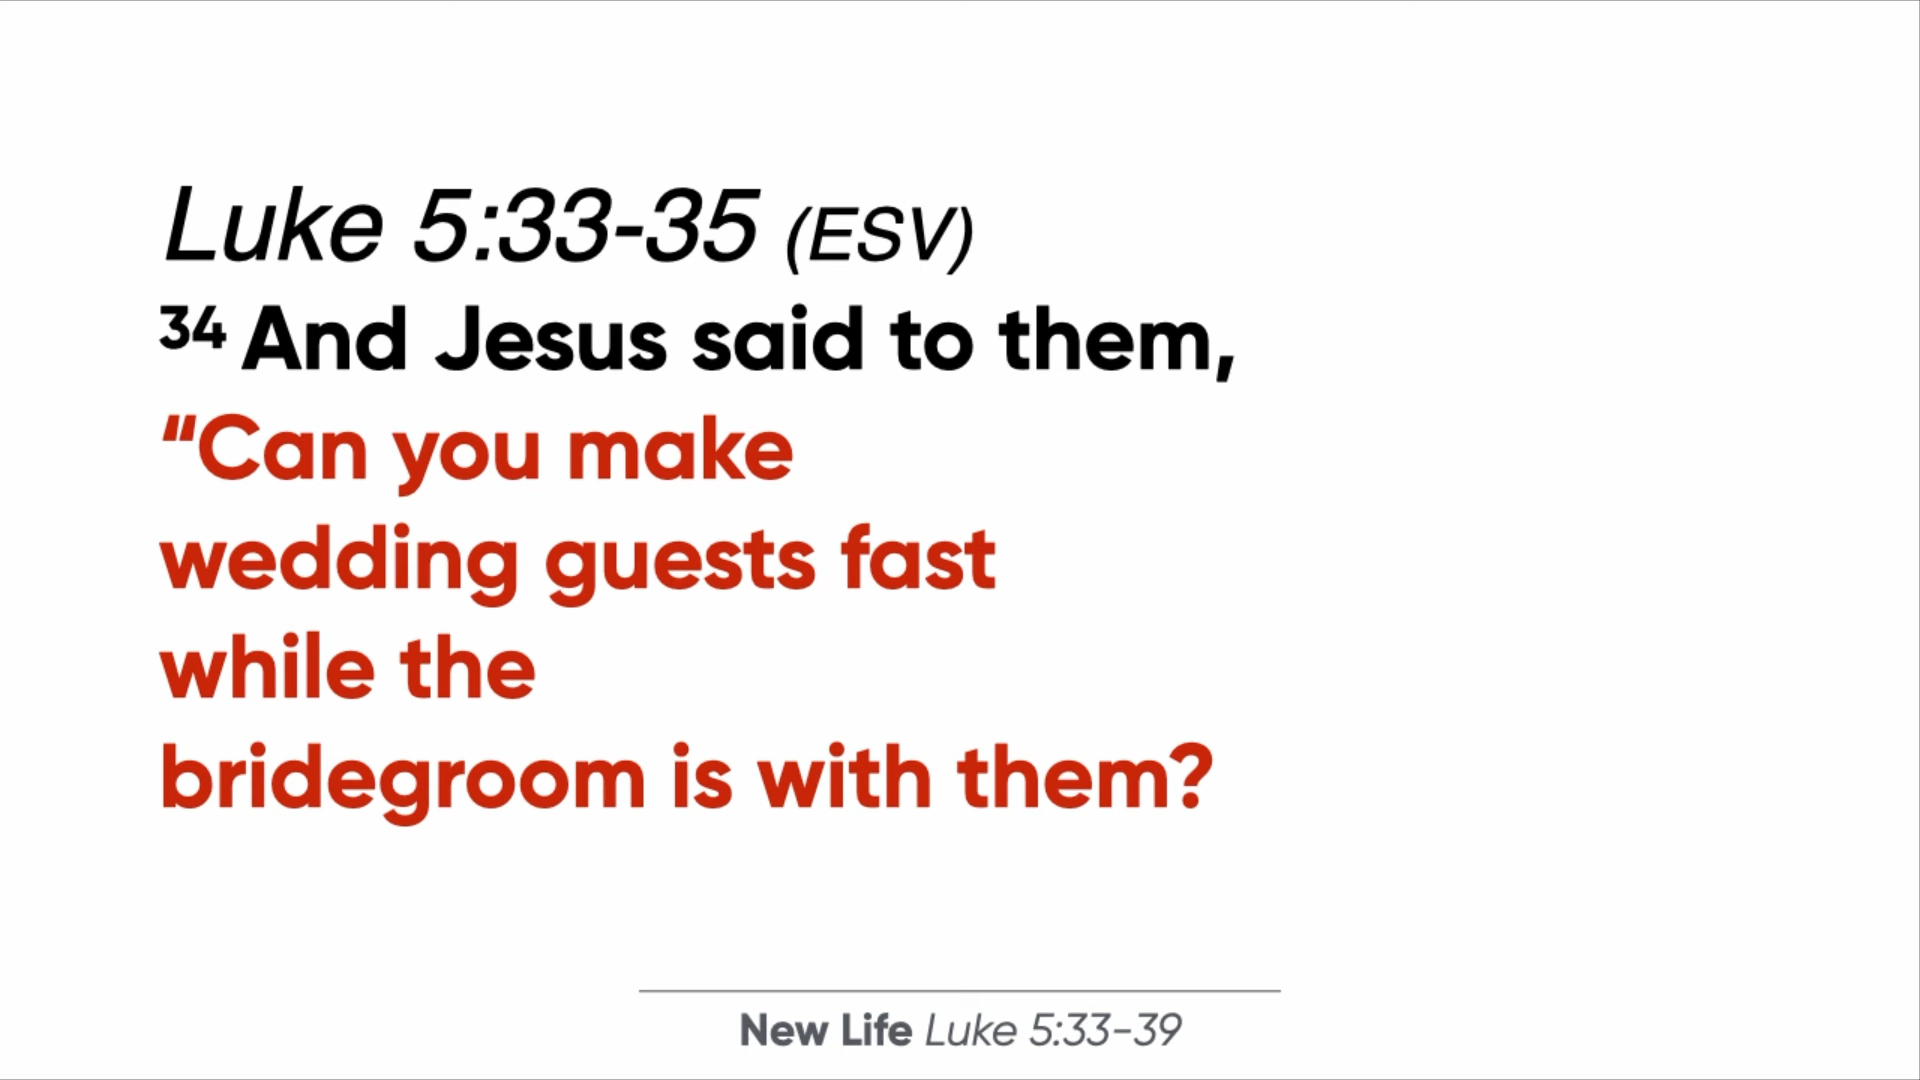 Luke 5:33-35 (ESV)
34 And Jesus said to them,
“Can you make
wedding guests fast
while the
bridegroom is with them?
New Life Luke 5:33-39